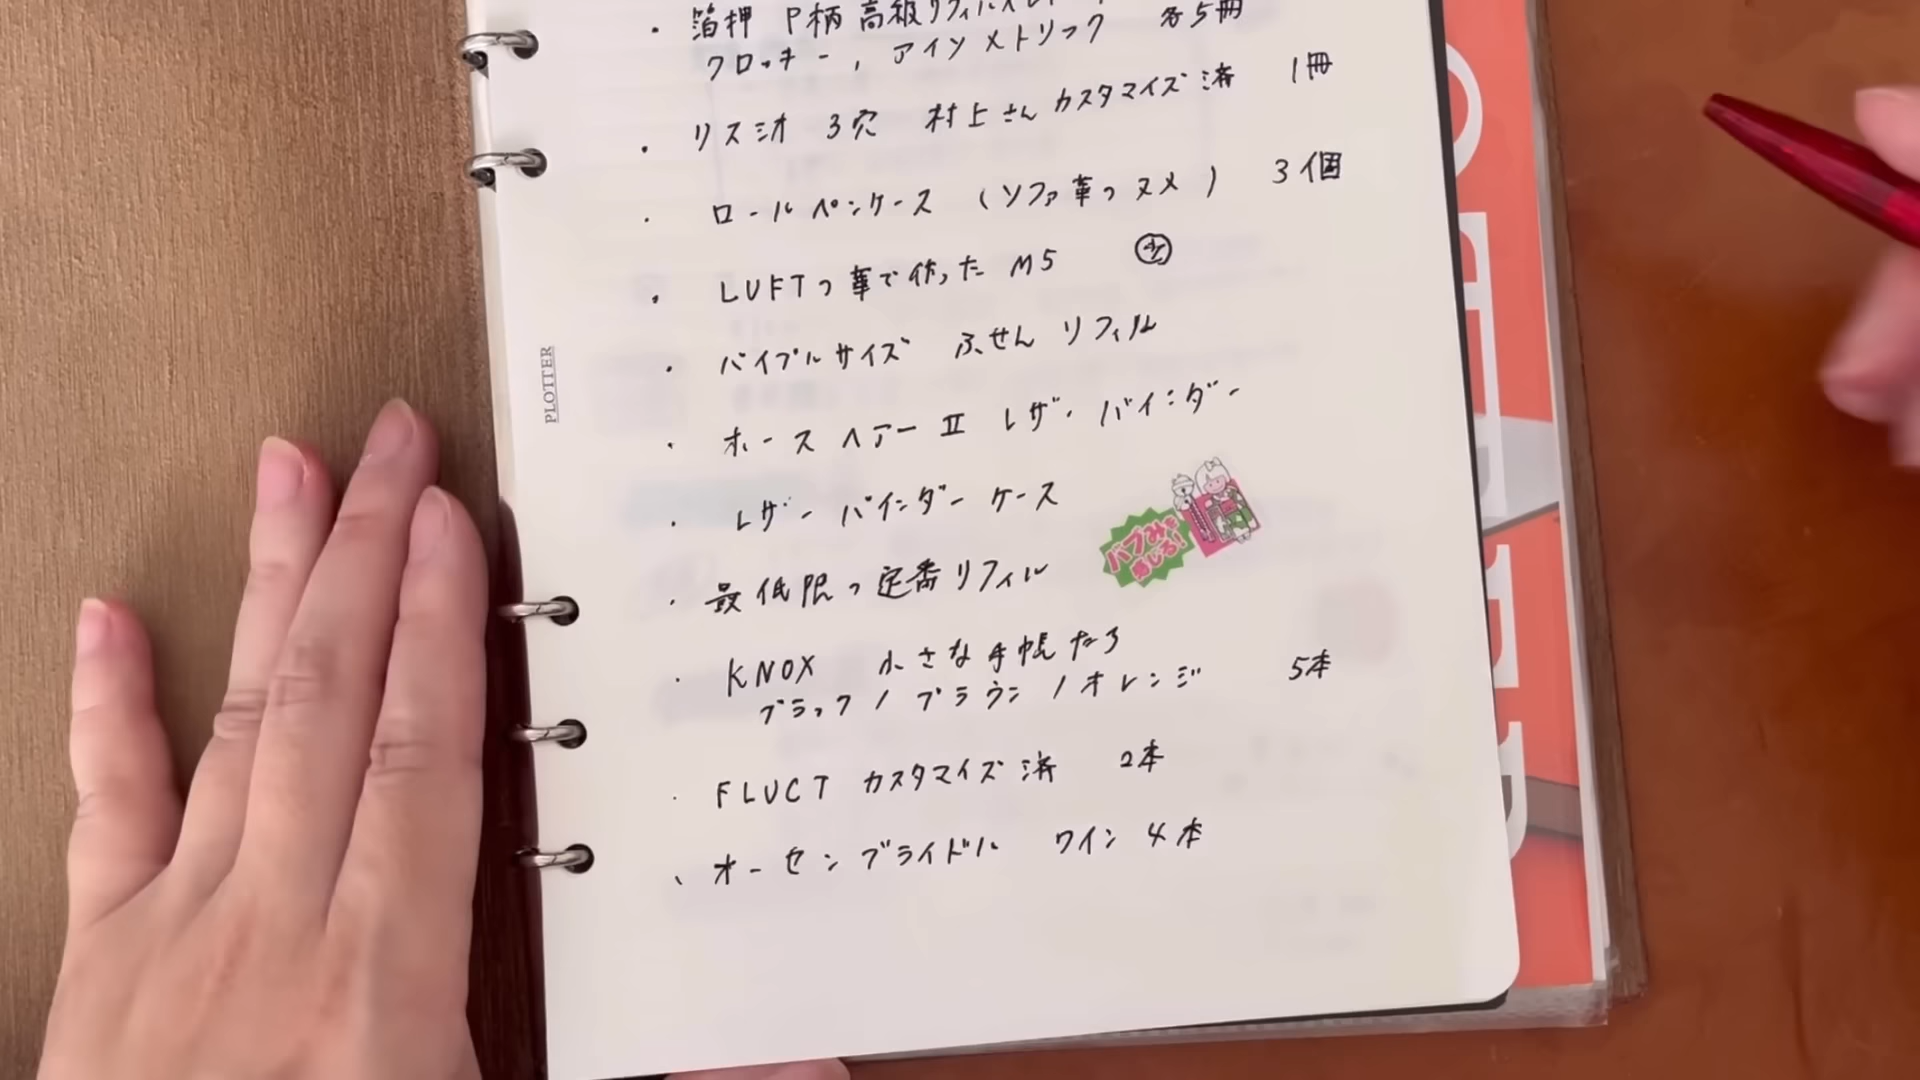 ・ 箔押 P柄 高級リフィル
クロッキー , アイソメトリック 各5冊
・ リスシオ 3穴 村上さん カスタマイズ済 1冊
・ ロールペンケース (ソファ革のヌメ) 3個
・ LUFTの革で作った M5
・ バイブルサイズ ふせん リフィル
・ ホースヘアー Ⅱ レザーバインダー
・ レザーバインダーケース
バブみを
感じる!
・ 最低限の定番リフィル
・ KNOX 小さな手帳たち
ブラック / ブラウン / オレンジ 5本
・ FLUCT カスタマイズ済 2本
、 オーセンブライドル ワイン 4本
PLOTTER